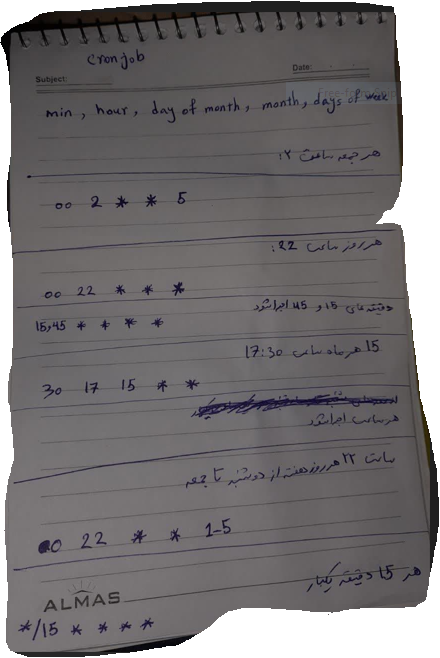 cronjob
Subject:
Date:
min, hour, day of month, month, days of week
هر جمعه ساعت ۲:
00 2 * * 5
هر روز ساعت 22:
00 22 * * *
دقیقه های 15 و 45 اجرا شود
15,45 * * * *
15 هر ماه ساعت 17:30
30 17 15 * *
هر ساعت اجرا شود
ساعت ۲۲ هر روز هفته از دوشنبه تا جمعه
00 22 * * 1-5
هر 15 دقیقه یکبار
ALMAS
*/15 * * * *